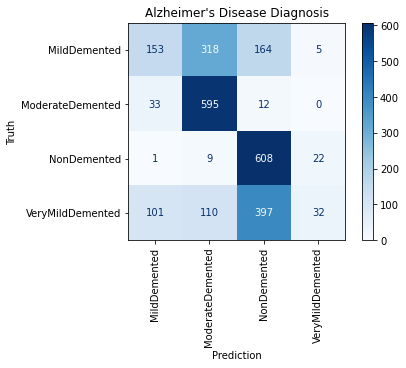 Alzheimer's Disease Diagnosis
Truth
MildDemented 153 318 164 5
ModerateDemented 33 595 12 0
NonDemented 1 9 608 22
VeryMildDemented 101 110 397 32
MildDemented
ModerateDemented
NonDemented
VeryMildDemented
Prediction
600
500
400
300
200
100
0